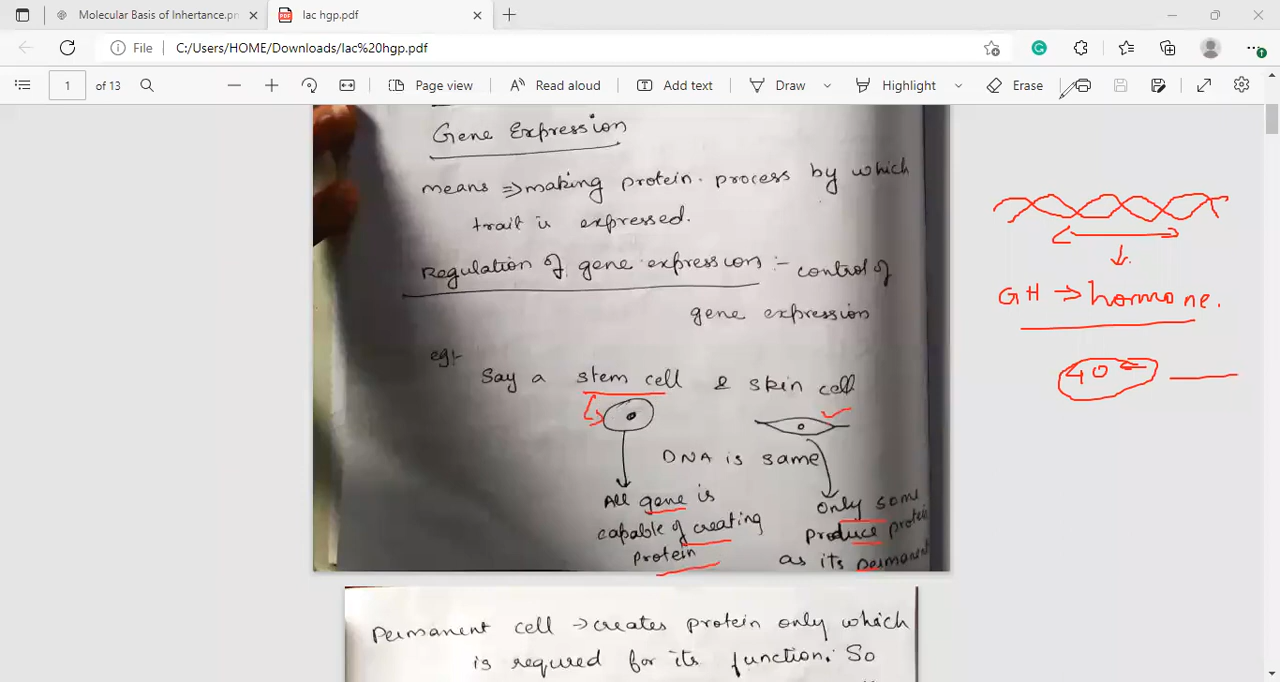 Molecular Basis of Inhertance.pr
lac hgp.pdf
File
C:/Users/HOME/Downloads/lac%20hgp.pdf
1 of 13
Page view
Read aloud
Add text
Draw
Highlight
Erase
Gene Expression
means ⇒ making protein. process by which
trait is expressed.
Regulation of gene expression :- control of
gene expression
eg:-
Say a stem cell & skin cell
DNA is same
All gene is
capable of creating
protein
Only some
produce protein
as its permanent
GH → hormone.
40
Permanent cell → creates protein only which
is required for its function. So